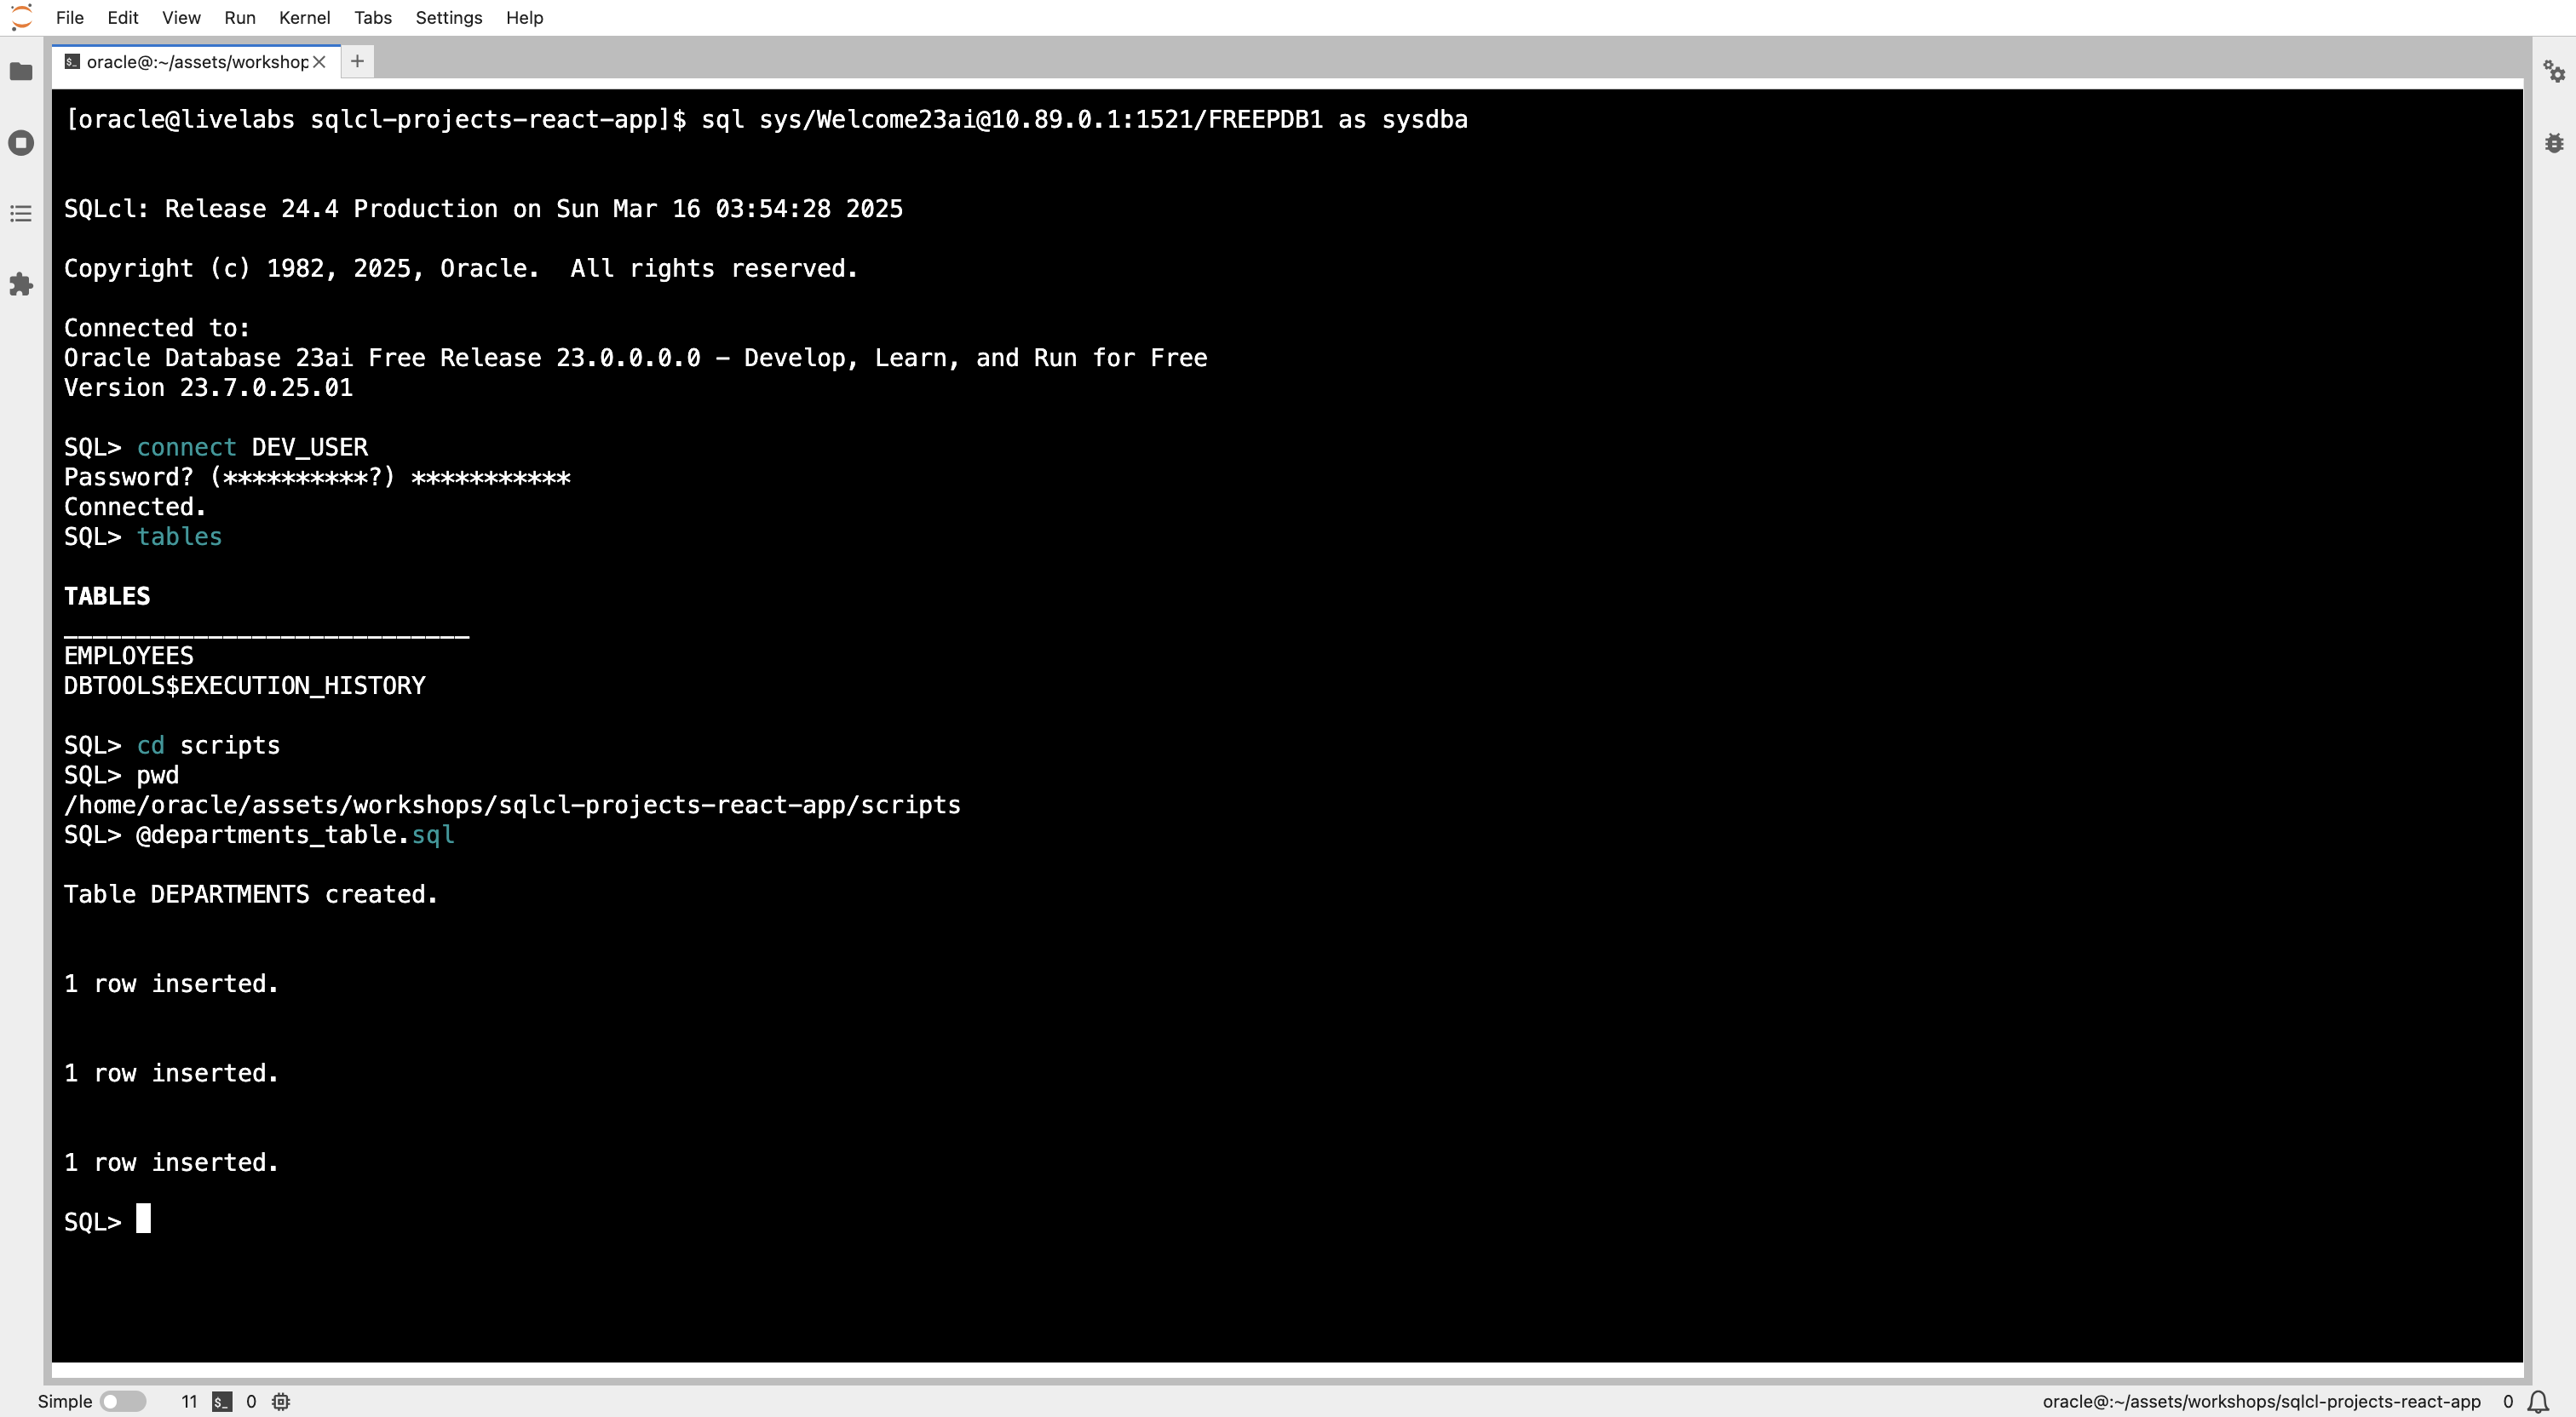 File Edit View Run Kernel Tabs Settings Help
oracle@:~/assets/workshop
[oracle@livelabs sqlcl-projects-react-app]$ sql sys/Welcome23ai@10.89.0.1:1521/FREEPDB1 as sysdba
SQLcl: Release 24.4 Production on Sun Mar 16 03:54:28 2025
Copyright (c) 1982, 2025, Oracle.  All rights reserved.
Connected to:
Oracle Database 23ai Free Release 23.0.0.0.0 - Develop, Learn, and Run for Free
Version 23.7.0.25.01
SQL> connect DEV_USER
Password? (**********?) ***********
Connected.
SQL> tables
TABLES
____________________________
EMPLOYEES
DBTOOLS$EXECUTION_HISTORY
SQL> cd scripts
SQL> pwd
/home/oracle/assets/workshops/sqlcl-projects-react-app/scripts
SQL> @departments_table.sql
Table DEPARTMENTS created.
1 row inserted.
1 row inserted.
1 row inserted.
SQL>
Simple 11 $_ 0 oracle@:~/assets/workshops/sqlcl-projects-react-app 0